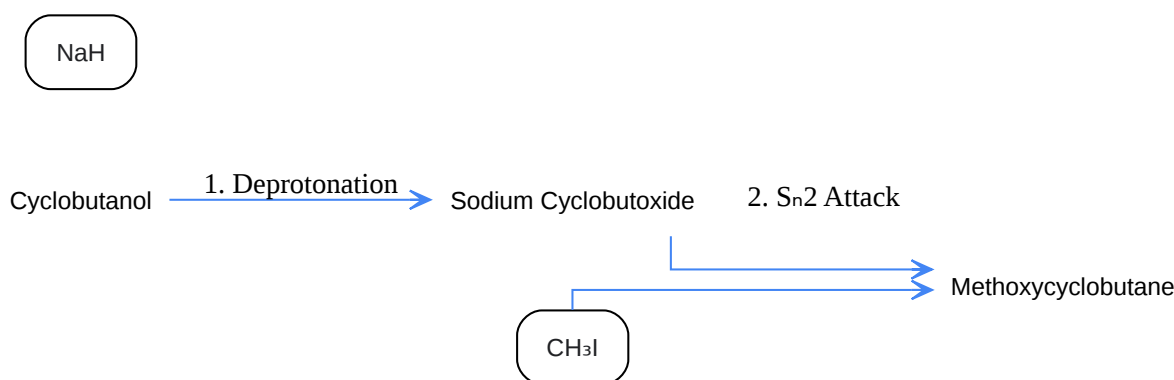 NaH
1. Deprotonation
Cyclobutanol
Sodium Cyclobutoxide
2. Sₙ2 Attack
Methoxycyclobutane
CH₃I